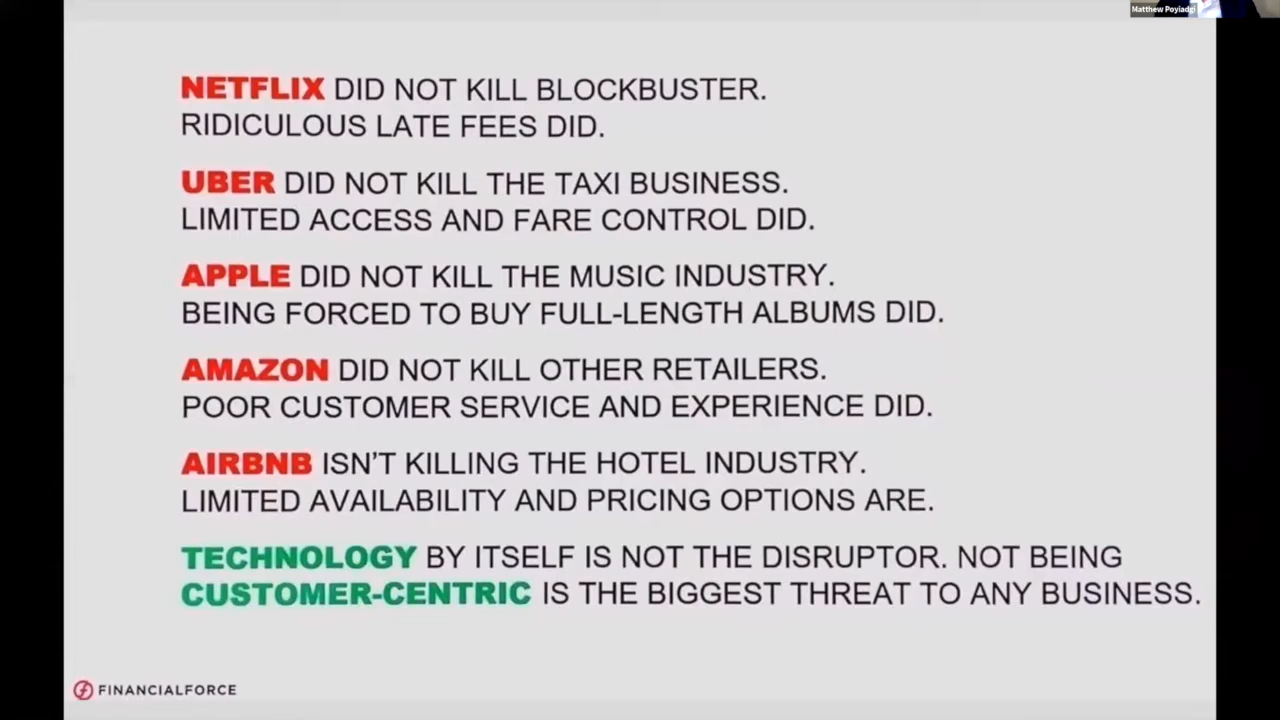 Matthew Poyiadgi
NETFLIX DID NOT KILL BLOCKBUSTER.
RIDICULOUS LATE FEES DID.
UBER DID NOT KILL THE TAXI BUSINESS.
LIMITED ACCESS AND FARE CONTROL DID.
APPLE DID NOT KILL THE MUSIC INDUSTRY.
BEING FORCED TO BUY FULL-LENGTH ALBUMS DID.
AMAZON DID NOT KILL OTHER RETAILERS.
POOR CUSTOMER SERVICE AND EXPERIENCE DID.
AIRBNB ISN'T KILLING THE HOTEL INDUSTRY.
LIMITED AVAILABILITY AND PRICING OPTIONS ARE.
TECHNOLOGY BY ITSELF IS NOT THE DISRUPTOR. NOT BEING
CUSTOMER-CENTRIC IS THE BIGGEST THREAT TO ANY BUSINESS.
FINANCIALFORCE